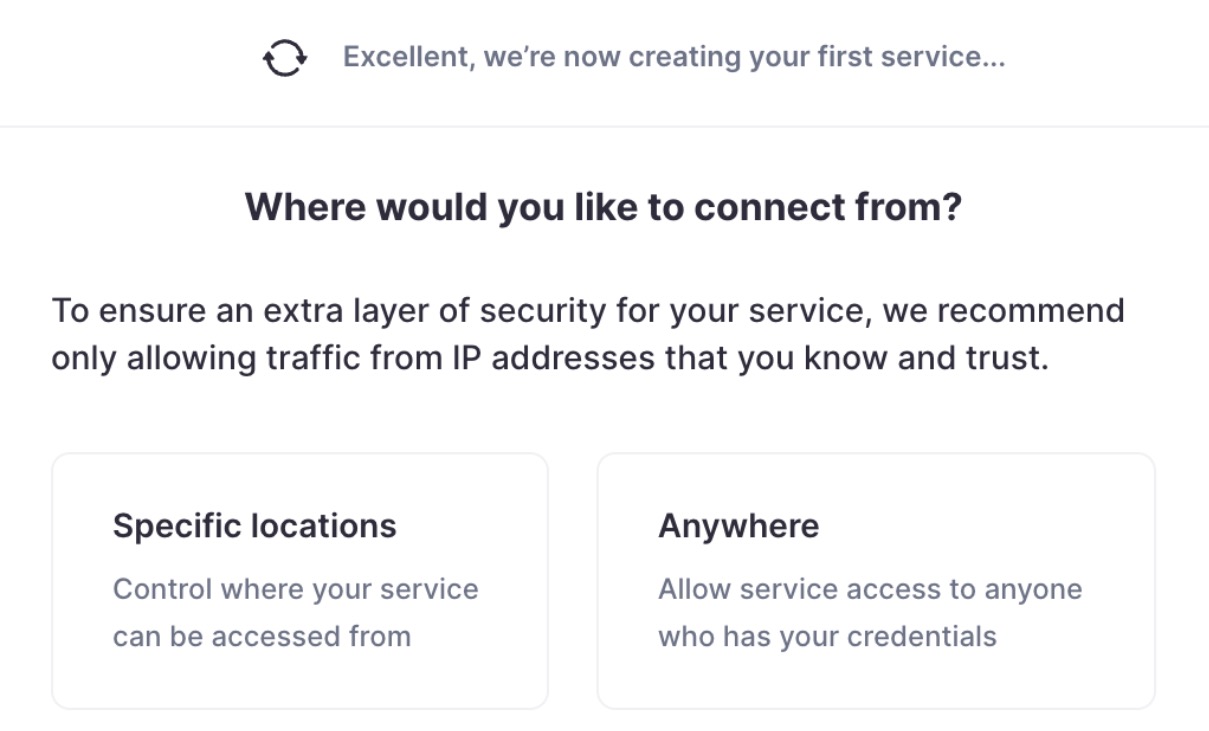 Excellent, we’re now creating your first service...
Where would you like to connect from?
To ensure an extra layer of security for your service, we recommend
only allowing traffic from IP addresses that you know and trust.
Specific locations
Control where your service
can be accessed from
Anywhere
Allow service access to anyone
who has your credentials